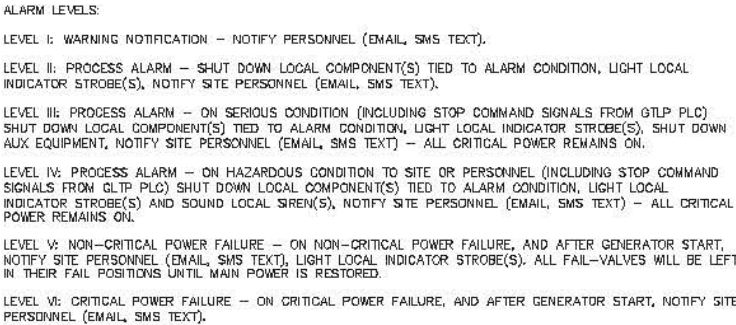 ALARM LEVELS:
LEVEL I: WARNING NOTIFICATION – NOTIFY PERSONNEL (EMAIL, SMS TEXT).
LEVEL II: PROCESS ALARM – SHUT DOWN LOCAL COMPONENT(S) TIED TO ALARM CONDITION, LIGHT LOCAL
INDICATOR STROBE(S), NOTIFY SITE PERSONNEL (EMAIL, SMS TEXT).
LEVEL III: PROCESS ALARM – ON SERIOUS CONDITION (INCLUDING STOP COMMAND SIGNALS FROM GTLP PLC)
SHUT DOWN LOCAL COMPONENT(S) TIED TO ALARM CONDITION, LIGHT LOCAL INDICATOR STROBE(S), SHUT DOWN
AUX EQUIPMENT, NOTIFY SITE PERSONNEL (EMAIL, SMS TEXT) – ALL CRITICAL POWER REMAINS ON.
LEVEL IV: PROCESS ALARM – ON HAZARDOUS CONDITION TO SITE OR PERSONNEL (INCLUDING STOP COMMAND
SIGNALS FROM GLTP PLC) SHUT DOWN LOCAL COMPONENT(S) TIED TO ALARM CONDITION, LIGHT LOCAL
INDICATOR STROBE(S) AND SOUND LOCAL SIREN(S), NOTIFY SITE PERSONNEL (EMAIL, SMS TEXT) – ALL CRITICAL
POWER REMAINS ON.
LEVEL V: NON–CRITICAL POWER FAILURE – ON NON–CRITICAL POWER FAILURE, AND AFTER GENERATOR START,
NOTIFY SITE PERSONNEL (EMAIL, SMS TEXT), LIGHT LOCAL INDICATOR STROBE(S). ALL FAIL–VALVES WILL BE LEFT
IN THEIR FAIL POSITIONS UNTIL MAIN POWER IS RESTORED.
LEVEL VI: CRITICAL POWER FAILURE – ON CRITICAL POWER FAILURE, AND AFTER GENERATOR START, NOTIFY SITE
PERSONNEL (EMAIL, SMS TEXT).